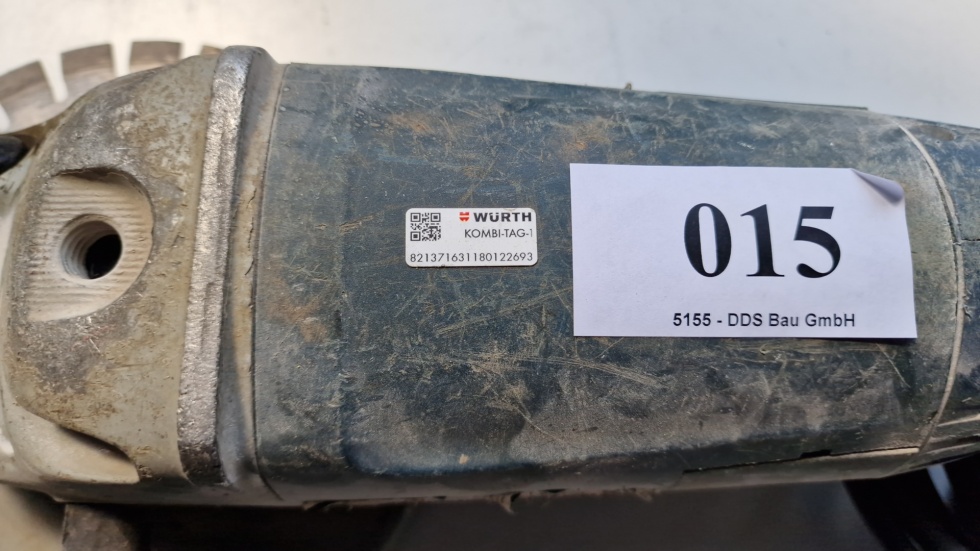 WÜRTH
KOMBI-TAG-1
821371631180122693
015
5155 - DDS Bau GmbH